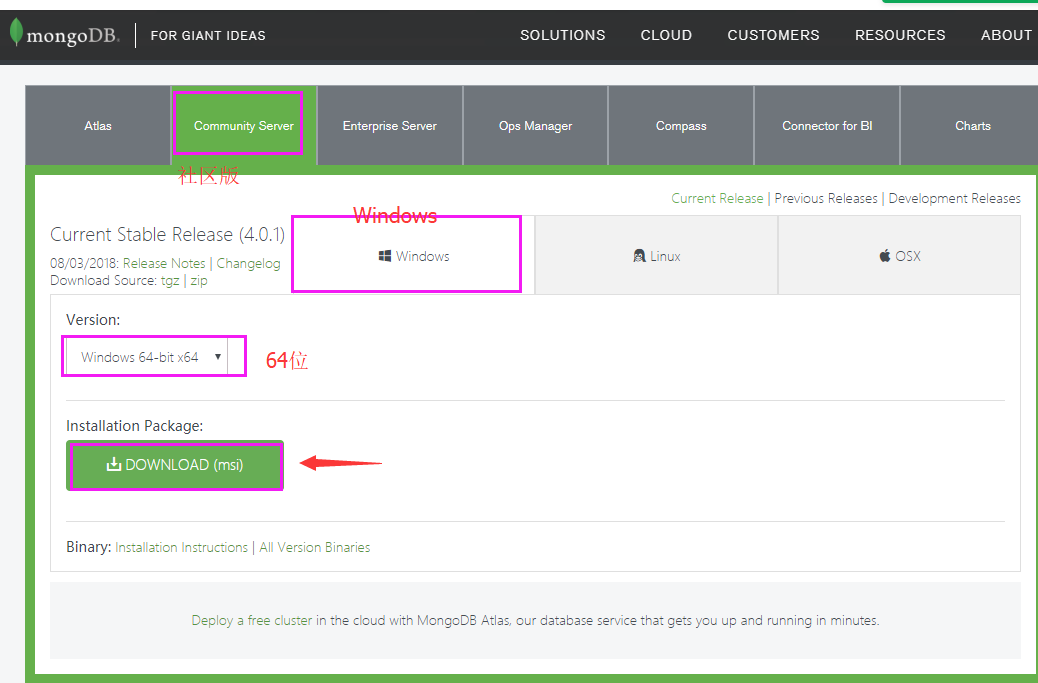 mongoDB. FOR GIANT IDEAS SOLUTIONS CLOUD CUSTOMERS RESOURCES ABOUT
Atlas Community Server Enterprise Server Ops Manager Compass Connector for BI Charts
社区版
Current Release | Previous Releases | Development Releases
Windows
Current Stable Release (4.0.1)
08/03/2018: Release Notes | Changelog
Download Source: tgz | zip
Windows Linux OSX
Version:
Windows 64-bit x64 64位
Installation Package:
DOWNLOAD (msi)
Binary: Installation Instructions | All Version Binaries
Deploy a free cluster in the cloud with MongoDB Atlas, our database service that gets you up and running in minutes.